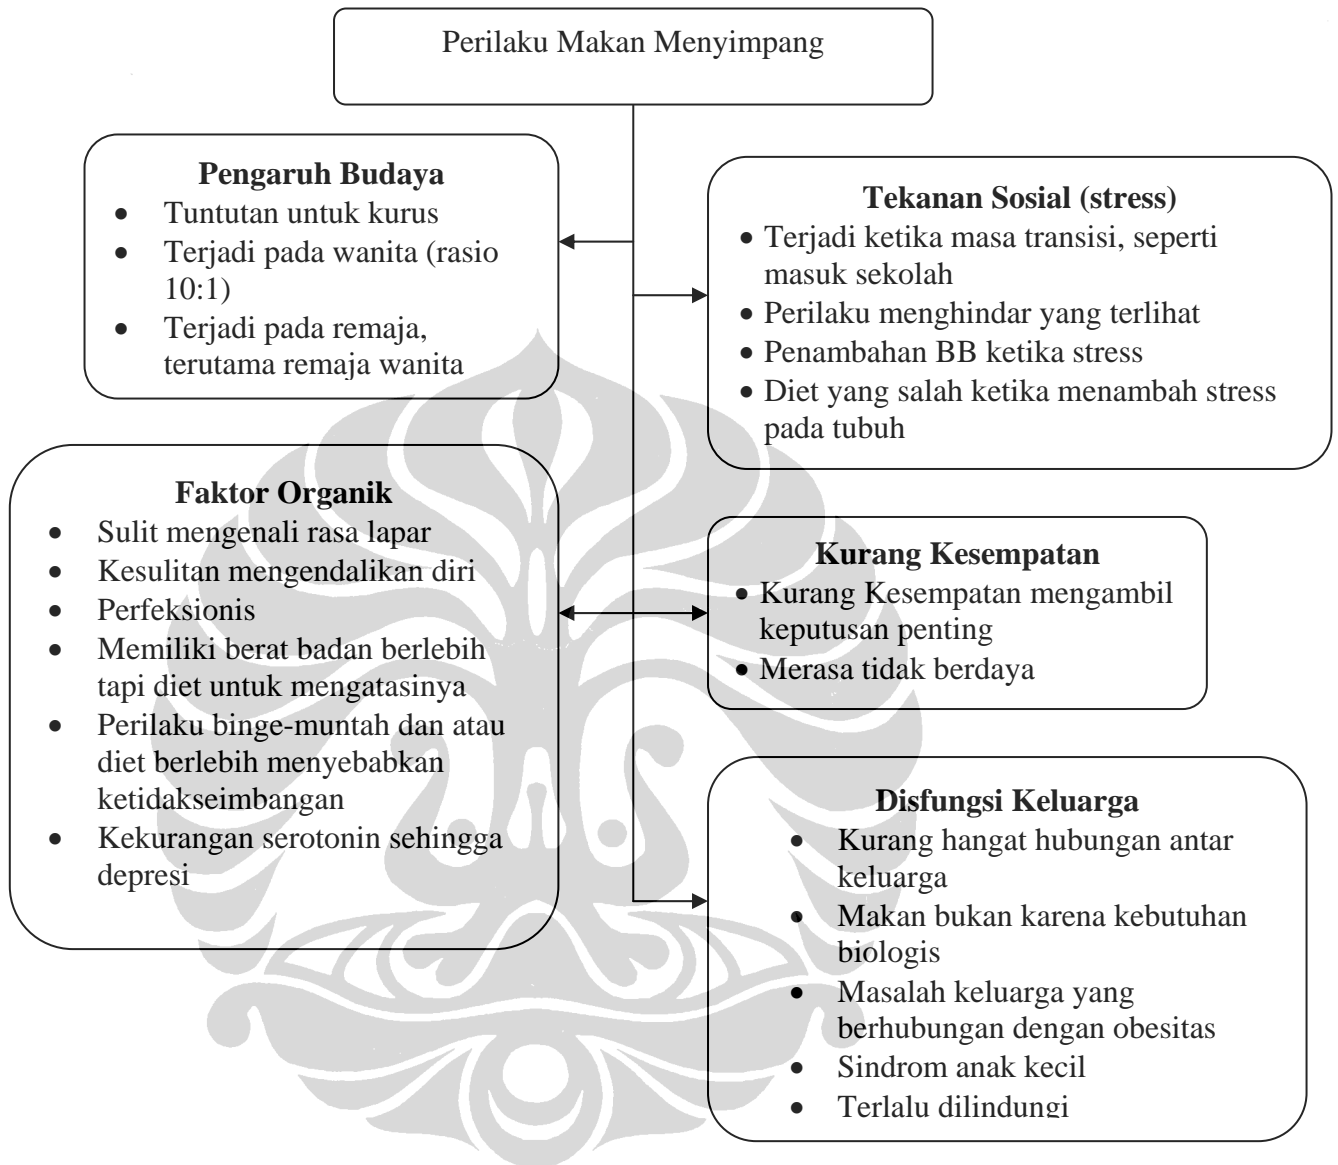 Perilaku Makan Menyimpang
Pengaruh Budaya
• Tuntutan untuk kurus
• Terjadi pada wanita (rasio
10:1)
• Terjadi pada remaja,
terutama remaja wanita
Tekanan Sosial (stress)
• Terjadi ketika masa transisi, seperti
masuk sekolah
• Perilaku menghindar yang terlihat
• Penambahan BB ketika stress
• Diet yang salah ketika menambah stress
pada tubuh
Faktor Organik
• Sulit mengenali rasa lapar
• Kesulitan mengendalikan diri
• Perfeksionis
• Memiliki berat badan berlebih
tapi diet untuk mengatasinya
• Perilaku binge-muntah dan atau
diet berlebih menyebabkan
ketidakseimbangan
• Kekurangan serotonin sehingga
depresi
Kurang Kesempatan
• Kurang Kesempatan mengambil
keputusan penting
• Merasa tidak berdaya
Disfungsi Keluarga
• Kurang hangat hubungan antar
keluarga
• Makan bukan karena kebutuhan
biologis
• Masalah keluarga yang
berhubungan dengan obesitas
• Sindrom anak kecil
• Terlalu dilindungi